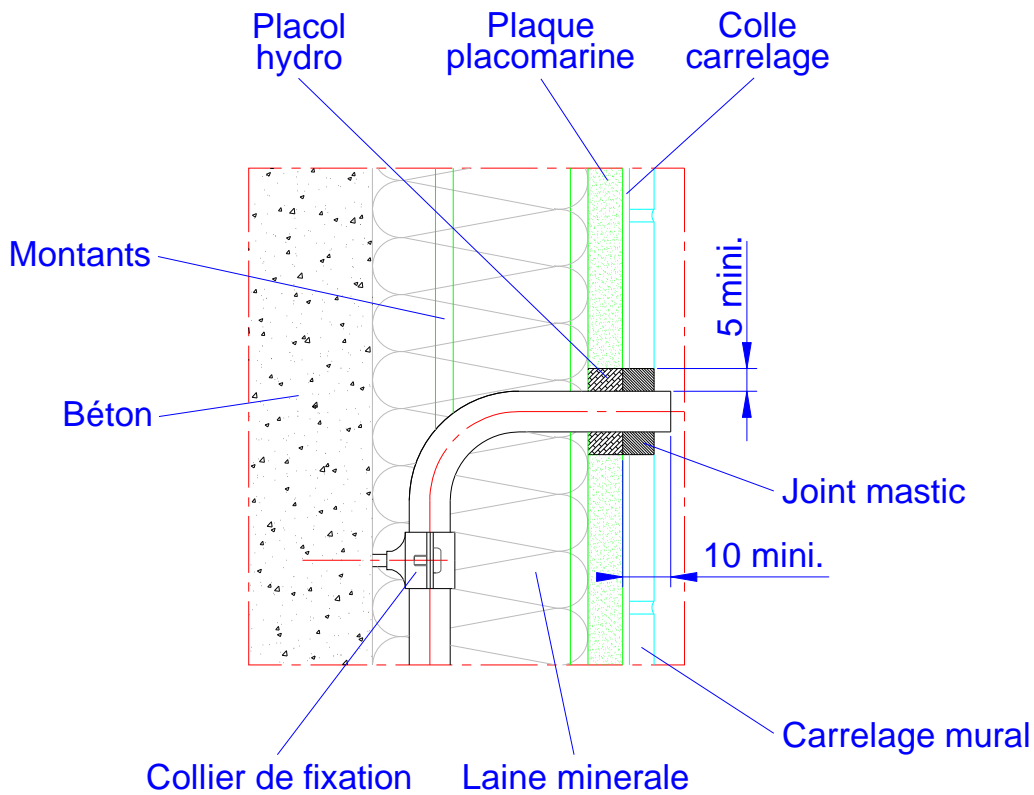 Placol
hydro
Plaque
placomarine
Colle
carrelage
Montants
5 mini.
Béton
Joint mastic
10 mini.
Carrelage mural
Collier de fixation
Laine minerale